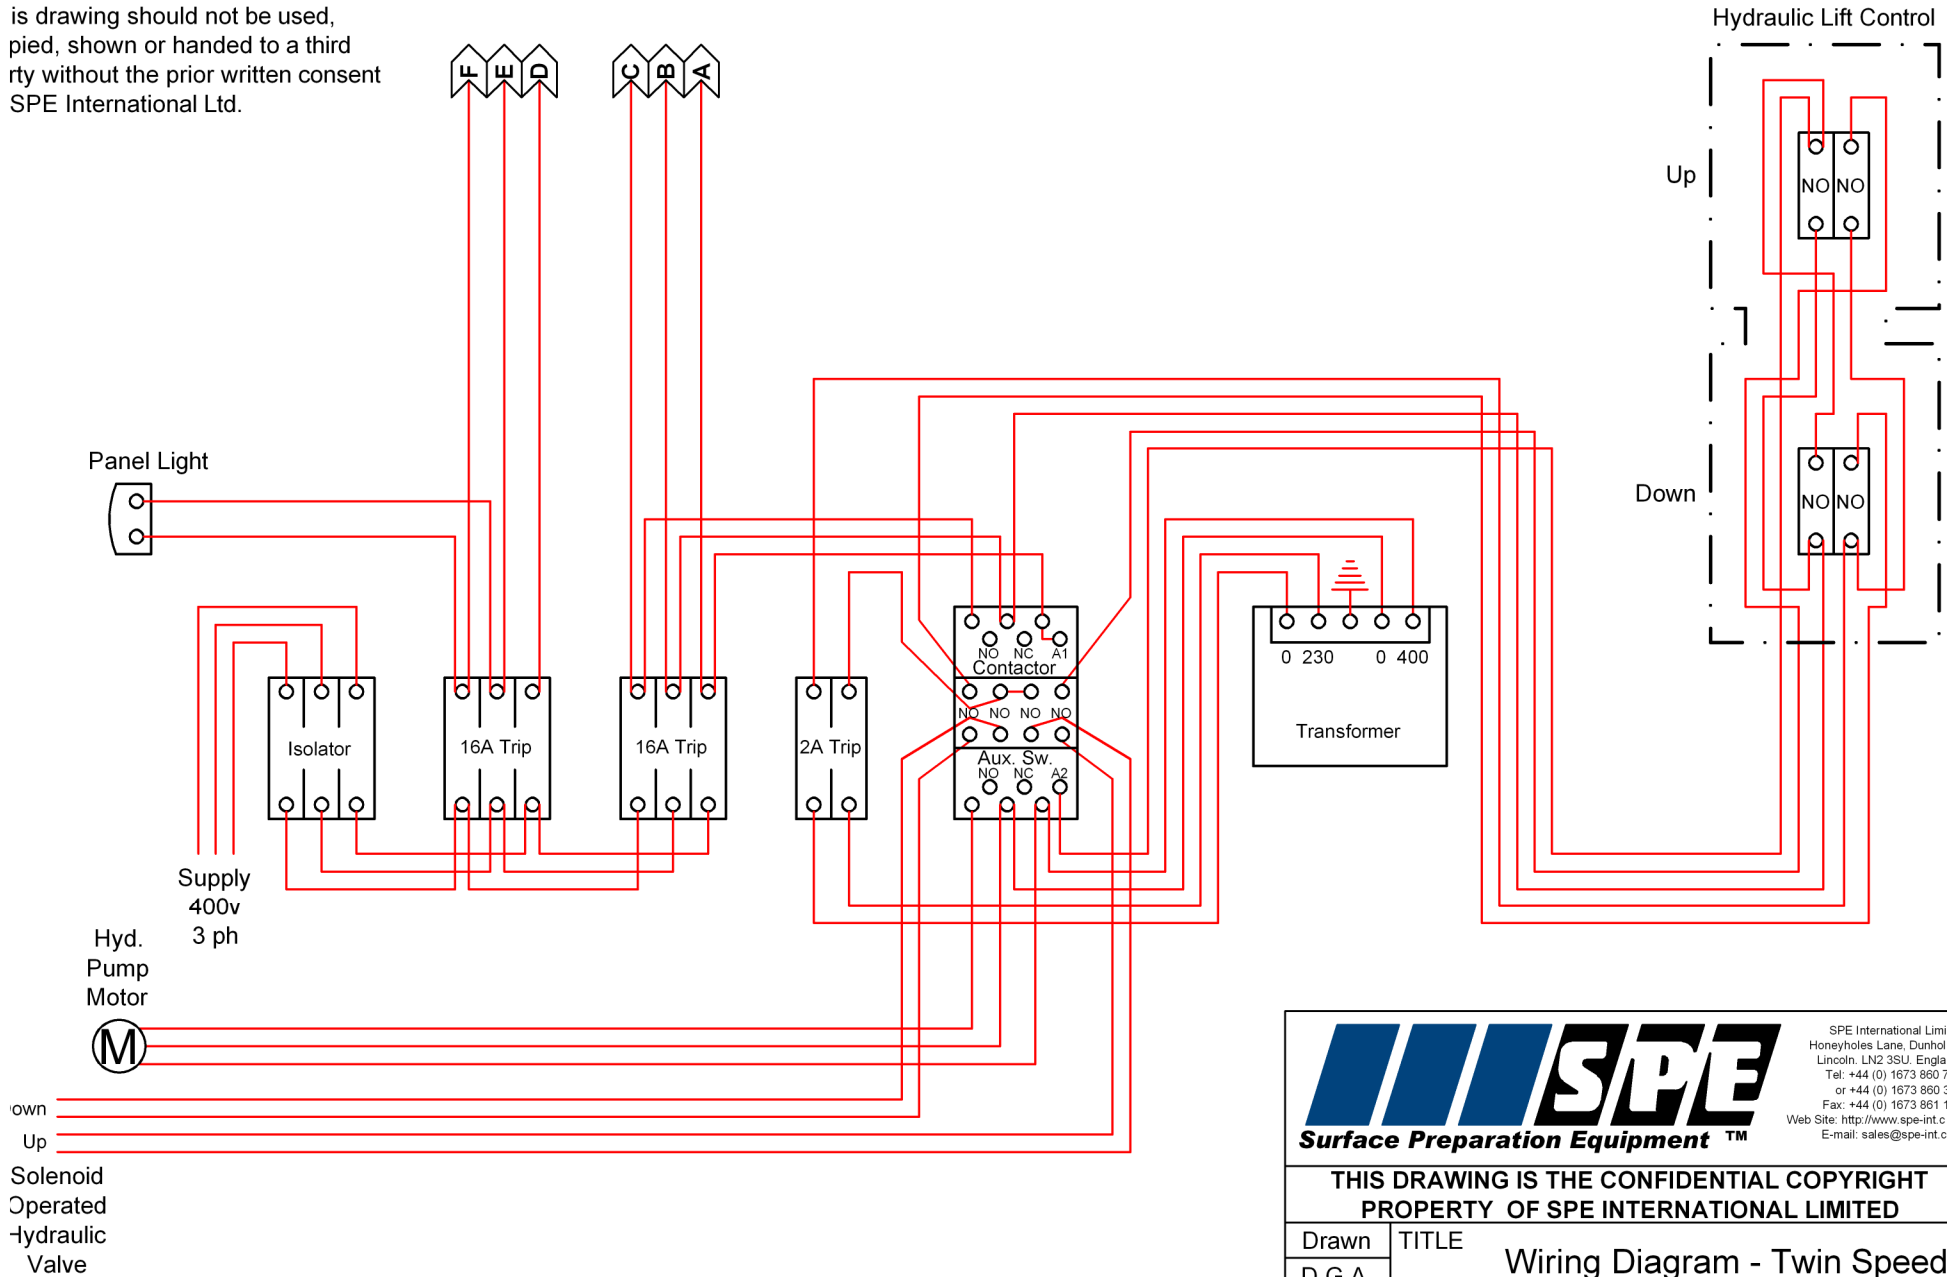 is drawing should not be used,
pied, shown or handed to a third
rty without the prior written consent
SPE International Ltd.
F E D
C B A
Hydraulic Lift Control
Up
NO NO
Down
NO NO
Panel Light
Isolator
16A Trip
16A Trip
2A Trip
NO NC A1
Contactor
NO NO NO NO
Aux. Sw.
NO NC A2
0 230 0 400
Transformer
Supply
400v
3 ph
Hyd.
Pump
Motor
M
own
Up
Solenoid
Operated
Hydraulic
Valve
SPE
Surface Preparation Equipment ™
SPE International Limi
Honeyholes Lane, Dunhol
Lincoln. LN2 3SU. Engla
Tel: +44 (0) 1673 860 7
or +44 (0) 1673 860 3
Fax: +44 (0) 1673 861 1
Web Site: http://www.spe-int.c
E-mail: sales@spe-int.c
THIS DRAWING IS THE CONFIDENTIAL COPYRIGHT
PROPERTY OF SPE INTERNATIONAL LIMITED
Drawn
TITLE
Wiring Diagram - Twin Speed
D.G.A.